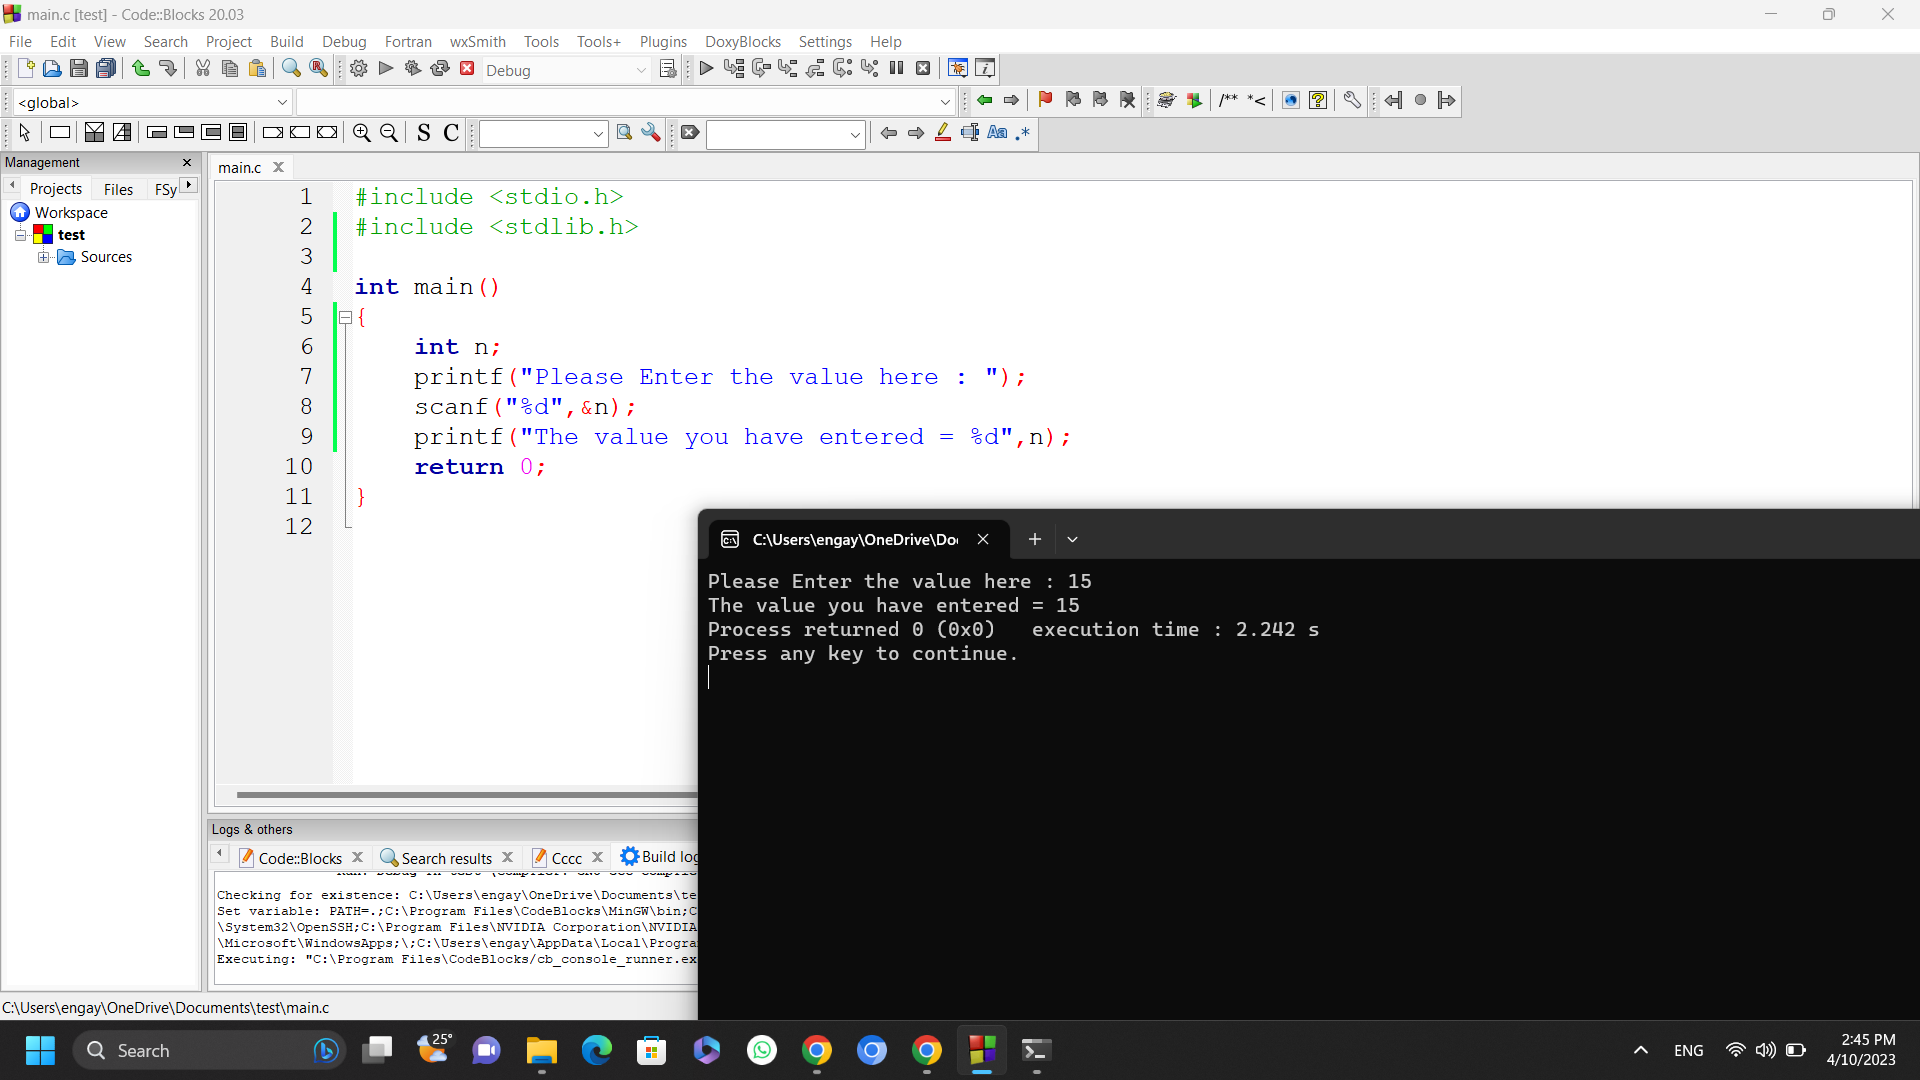 main.c [test] - Code::Blocks 20.03
File Edit View Search Project Build Debug Fortran wxSmith Tools Tools+ Plugins DoxyBlocks Settings Help
Debug
<global>
/** *<
S C
Aa .*
Management
main.c
Projects Files FSy
Workspace
test
Sources
1 #include <stdio.h>
2 #include <stdlib.h>
3
4 int main()
5 {
6 int n;
7 printf("Please Enter the value here : ");
8 scanf("%d",&n);
9 printf("The value you have entered = %d",n);
10 return 0;
11 }
12
C:\Users\engay\OneDrive\Do
Please Enter the value here : 15
The value you have entered = 15
Process returned 0 (0x0)   execution time : 2.242 s
Press any key to continue.
Logs & others
Code::Blocks Search results Cccc Build log
Checking for existence: C:\Users\engay\OneDrive\Documents\te
Set variable: PATH=.;C:\Program Files\CodeBlocks\MinGW\bin;C
\System32\OpenSSH;C:\Program Files\NVIDIA Corporation\NVIDIA
\Microsoft\WindowsApps;\;C:\Users\engay\AppData\Local\Progra
Executing: "C:\Program Files\CodeBlocks/cb_console_runner.ex
C:\Users\engay\OneDrive\Documents\test\main.c
Search
25°
ENG
2:45 PM
4/10/2023